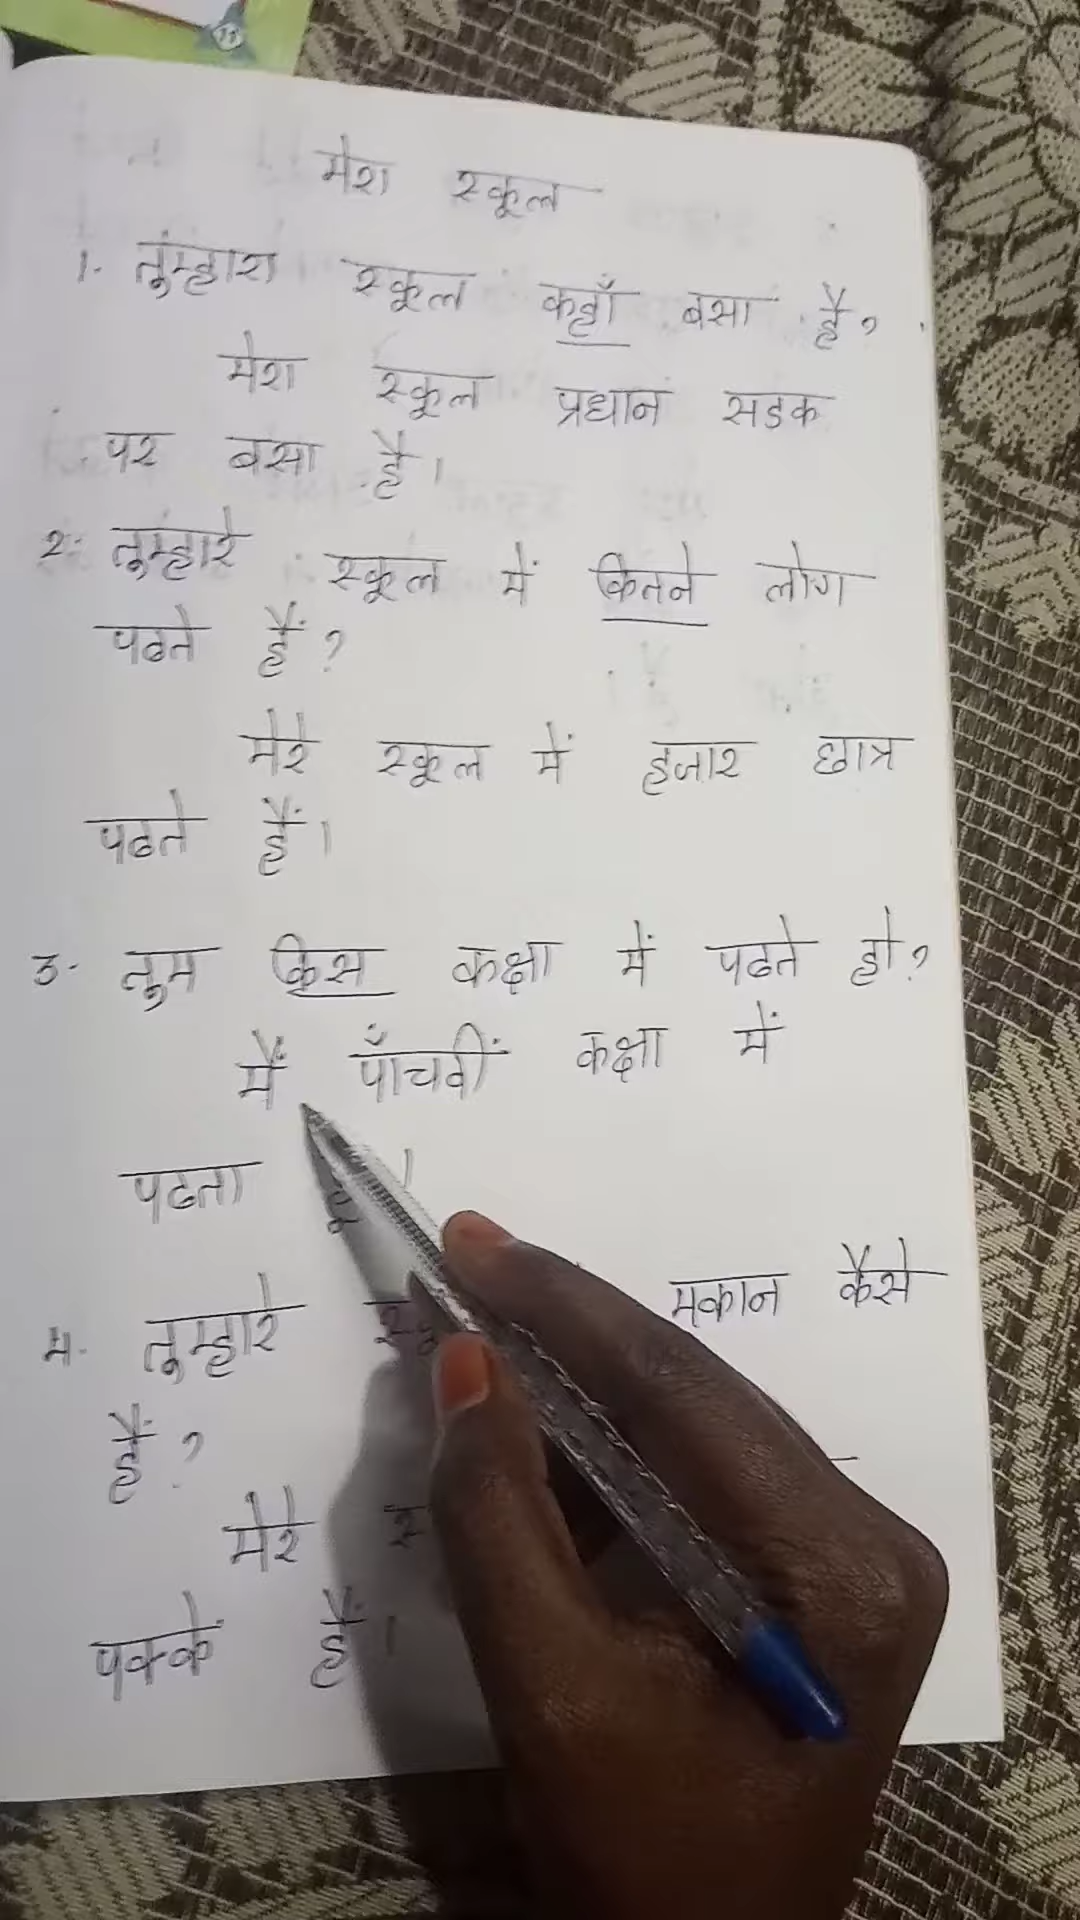 मेरा स्कूल
1. तुम्हारा स्कूल कहाँ बसा है?
मेरा स्कूल प्रधान सडक
पर बसा है।
2. तुम्हारे स्कूल में कितने लोग
पढते हैं?
मेरे स्कूल में हजार छात्र
पढते हैं।
3. तुम किस कक्षा में पढते हो?
मैं पाँचवीं कक्षा में
पढता
4. तुम्हारे मकान कैसे
हैं?
मेरे
पक्के हैं।